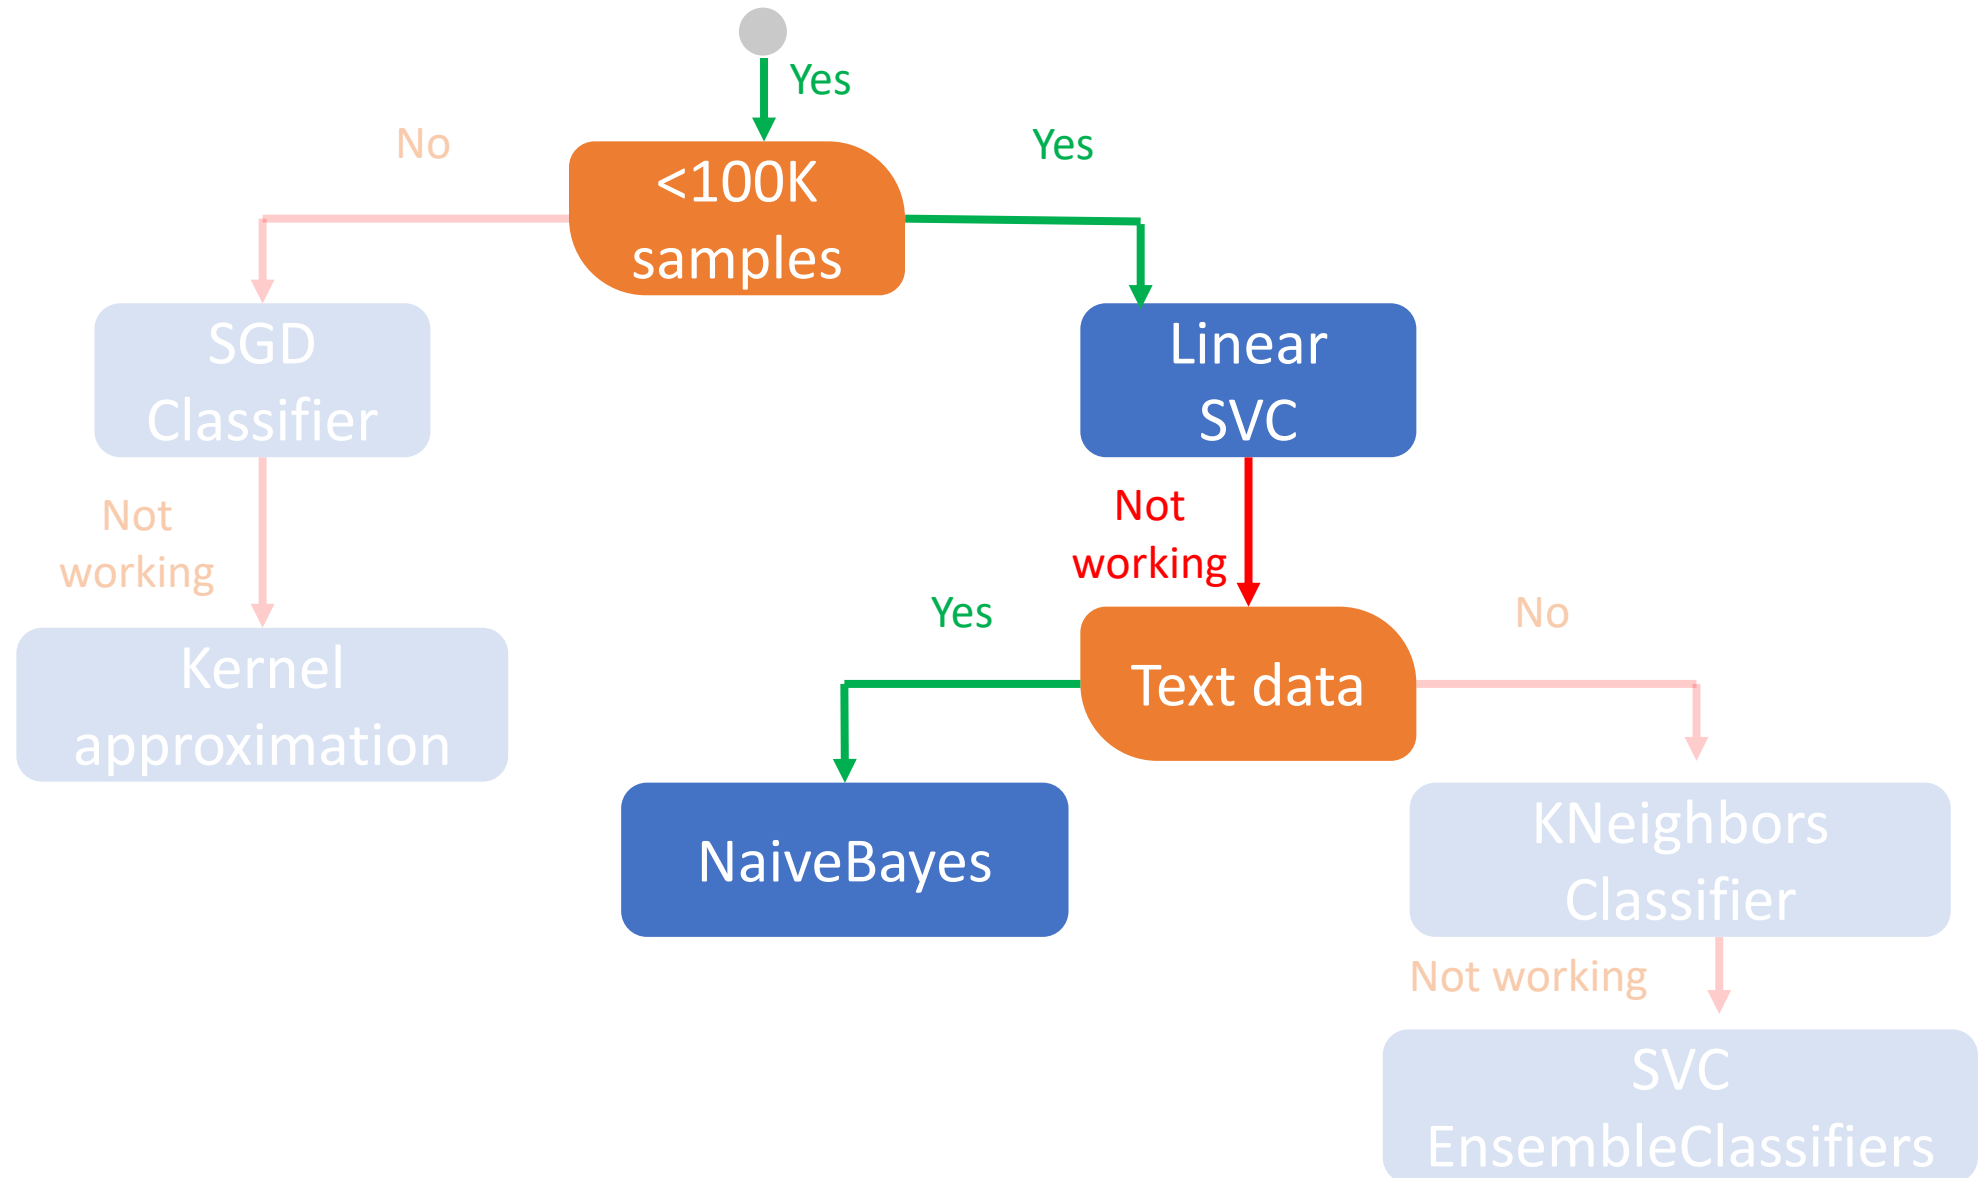 Yes
No
Yes
<100K
samples
SGD
Classifier
Linear
SVC
Not
working
Not
working
Yes
No
Kernel
approximation
Text data
NaiveBayes
KNeighbors
Classifier
Not working
SVC
EnsembleClassifiers